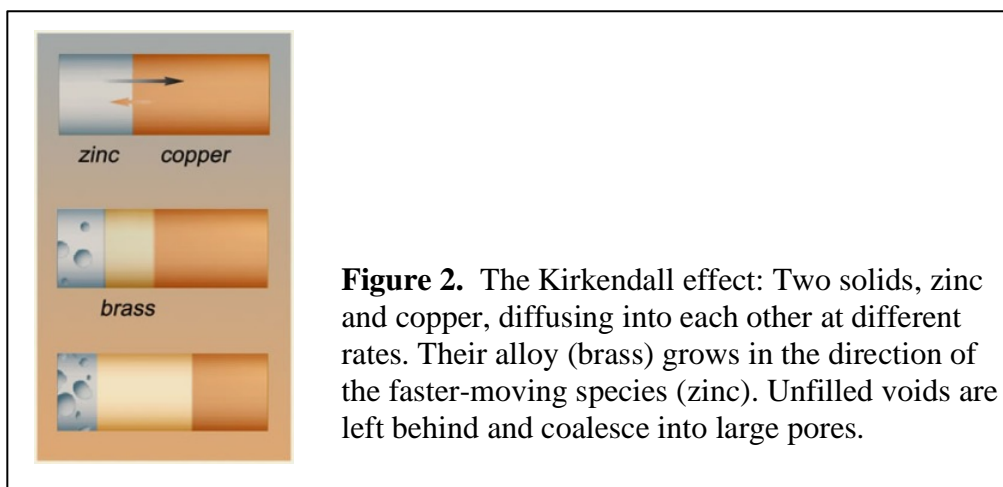 zinc copper
brass
Figure 2. The Kirkendall effect: Two solids, zinc
and copper, diffusing into each other at different
rates. Their alloy (brass) grows in the direction of
the faster-moving species (zinc). Unfilled voids are
left behind and coalesce into large pores.